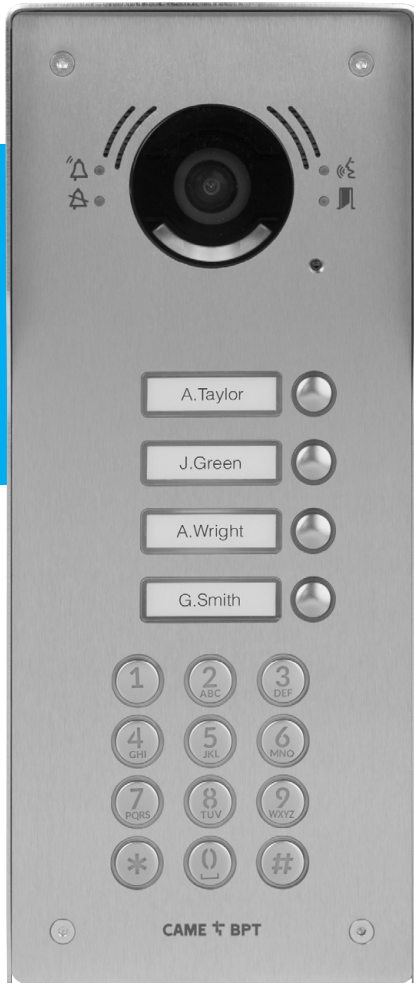 A.Taylor
J.Green
A.Wright
G.Smith
1 2 3
ABC DEF
4 5 6
GHI JKL MNO
7 8 9
PQRS TUV WXYZ
* 0 #
CAME BPT